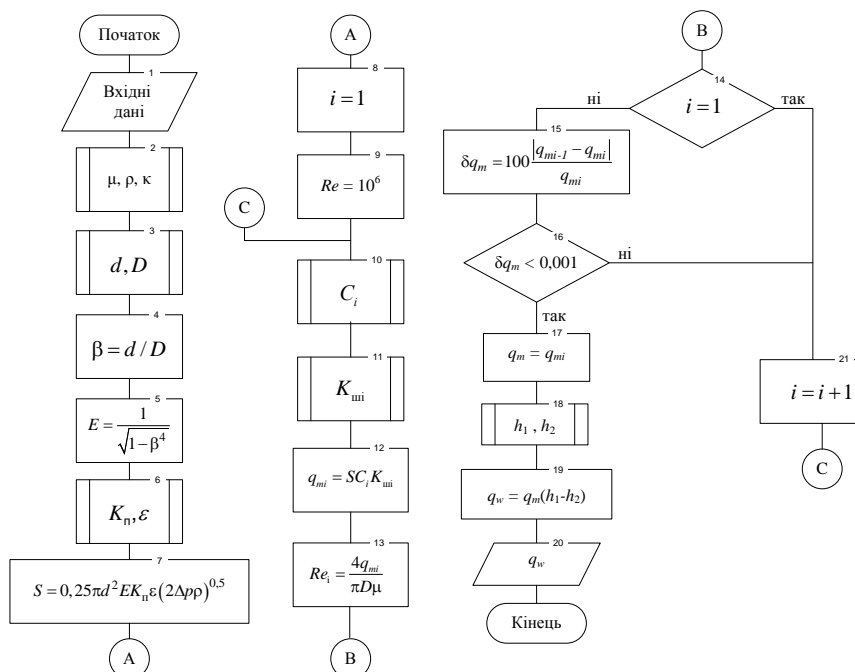 Початок
1
Вхідні
дані
2
μ, ρ, κ
3
d, D
4
β = d / D
5
E = 1 / √(1 − β⁴)
6
Kп, ε
7
S = 0,25πd²EKпε(2Δpρ)^0,5
A
A
8
i = 1
9
Re = 10⁶
C
10
Ci
11
Kші
12
qmi = SCiKші
13
Rei = 4qmi / πDμ
B
B
14
i = 1
ні
так
15
δqm = 100 |qmi-1 − qmi| / qmi
16
δqm < 0,001
ні
так
17
qm = qmi
18
h1 , h2
19
qw = qm(h1-h2)
20
qw
Кінець
21
i = i + 1
C